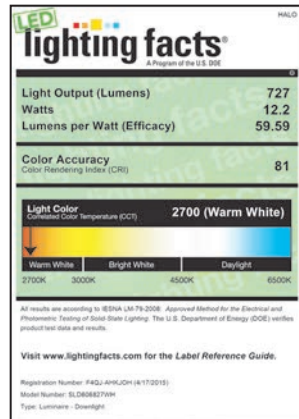 HALO
LED
lighting facts®
A Program of the U.S. DOE
Light Output (Lumens) 727
Watts 12.2
Lumens per Watt (Efficacy) 59.59
Color Accuracy 81
Color Rendering Index (CRI)
Light Color 2700 (Warm White)
Correlated Color Temperature (CCT)
Warm White Bright White Daylight
2700K 3000K 4500K 6500K
All results are according to IESNA LM-79-2008: Approved Method for the Electrical and
Photometric Testing of Solid-State Lighting. The U.S. Department of Energy (DOE) verifies
product test data and results.
Visit www.lightingfacts.com for the Label Reference Guide.
Registration Number: F4QJ-AHKJOH (4/17/2015)
Model Number: SLD606827WH
Type: Luminaire - Downlight